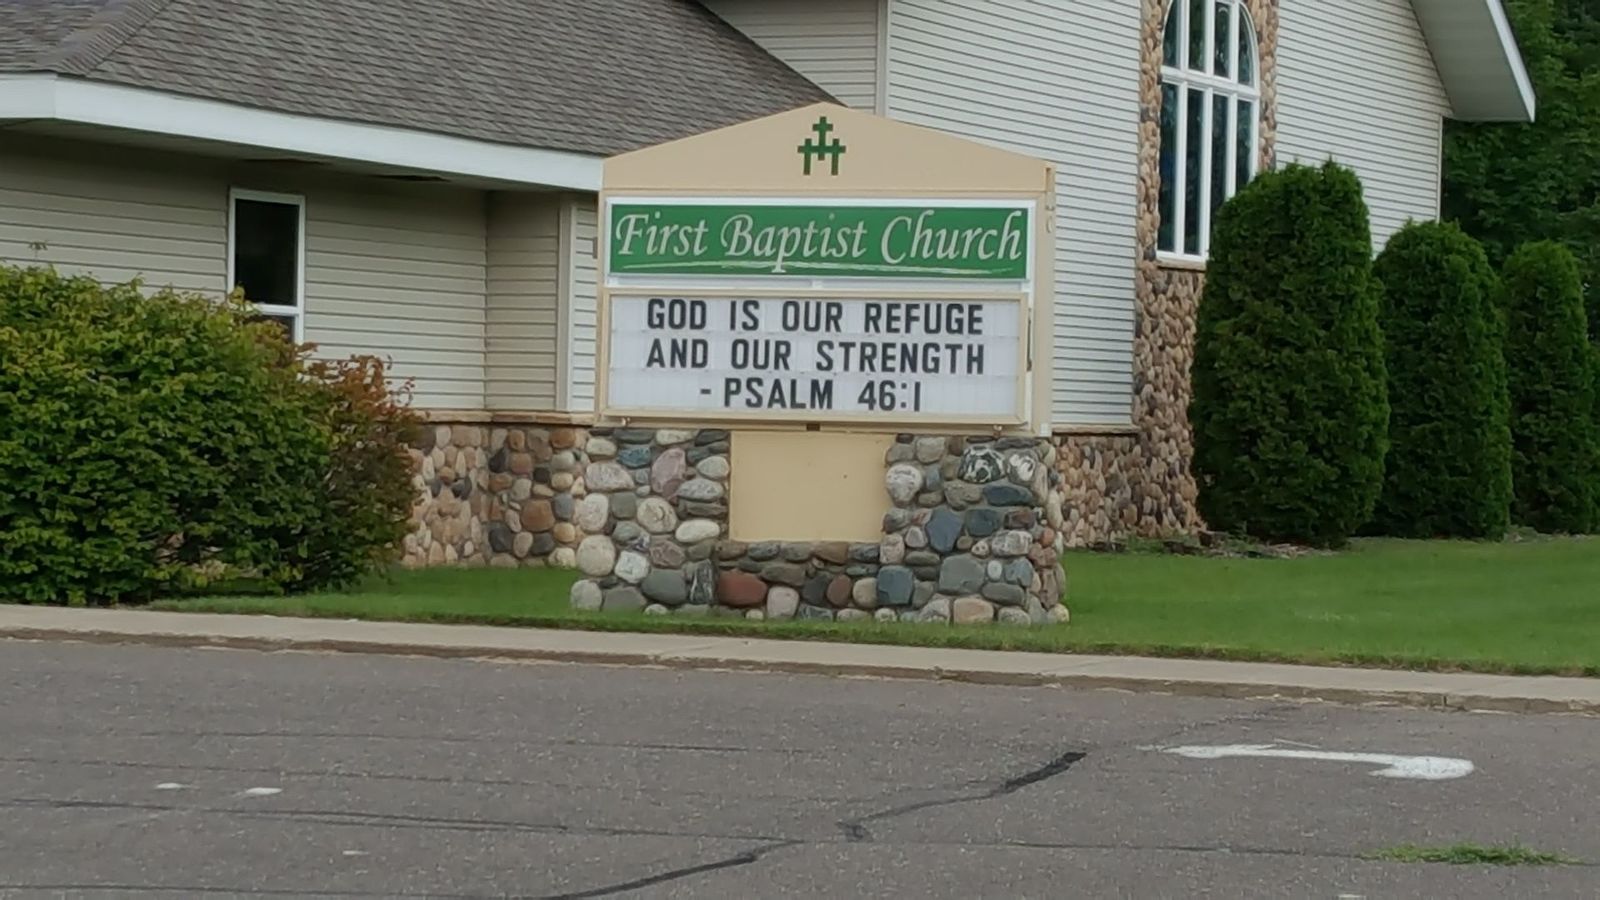 First Baptist Church
GOD IS OUR REFUGE
AND OUR STRENGTH
- PSALM 46:1